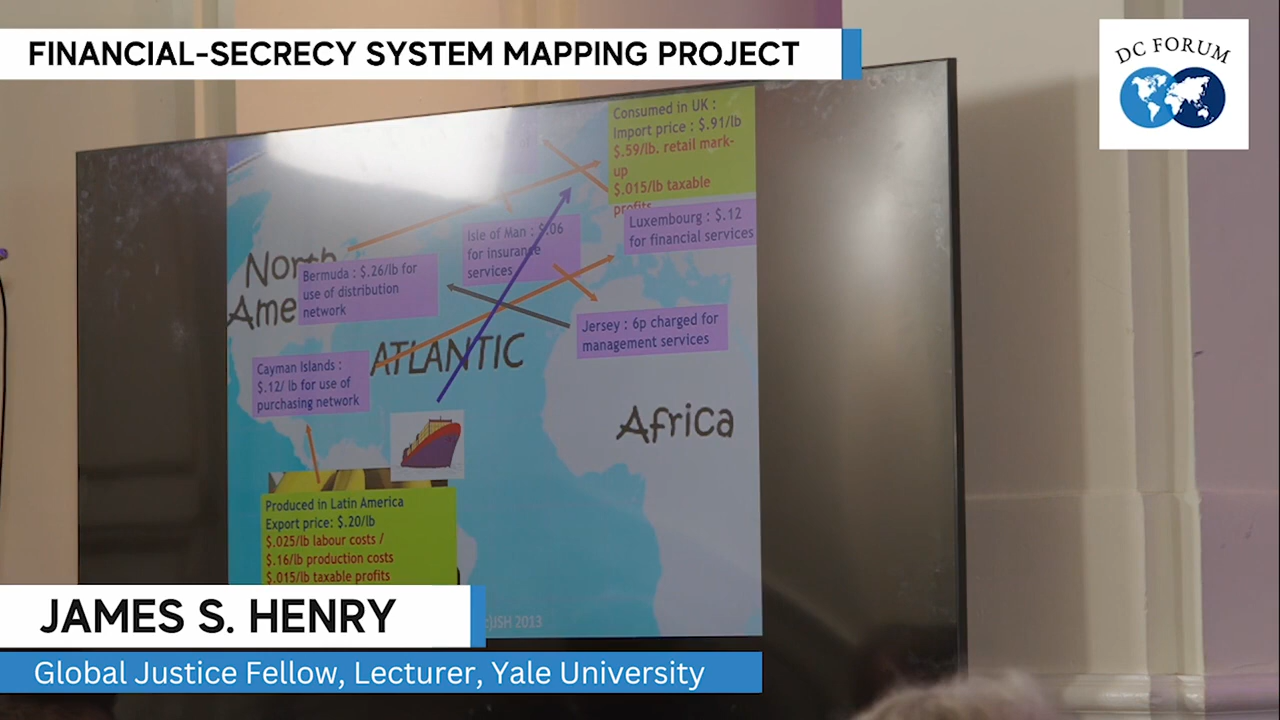 FINANCIAL-SECRECY SYSTEM MAPPING PROJECT
DC FORUM
Consumed in UK :
Import price : $.91/lb
$.59/lb. retail mark-
up
$.015/lb taxable
profits
Luxembourg : $.12
for financial services
Isle of Man : $.06
for insurance
services
North
Ame
Bermuda : $.26/lb for
use of distribution
network
Jersey : 6p charged for
management services
ATLANTIC
Cayman Islands :
$.12/ lb for use of
purchasing network
Africa
Produced in Latin America
Export price: $.20/lb
$.025/lb labour costs /
$.16/lb production costs
$.015/lb taxable profits
JSH 2013
JAMES S. HENRY
Global Justice Fellow, Lecturer, Yale University